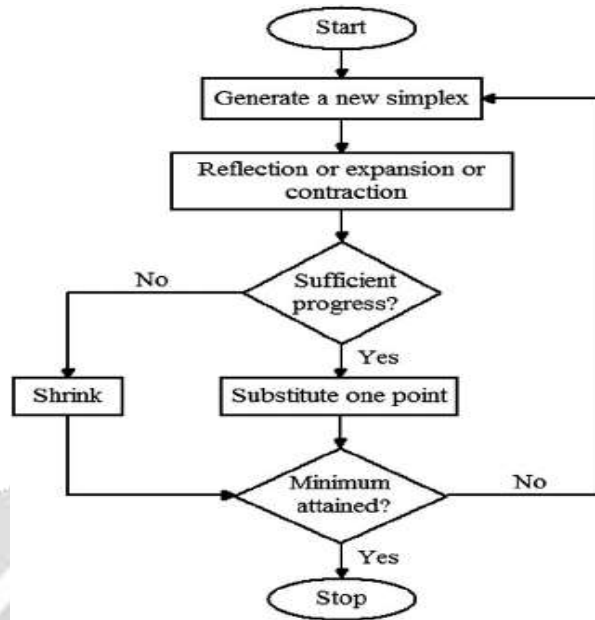 Start
Generate a new simplex
Reflection or expansion or
contraction
No
Sufficient
progress?
Yes
Shrink
Substitute one point
Minimum
attained?
No
Yes
Stop